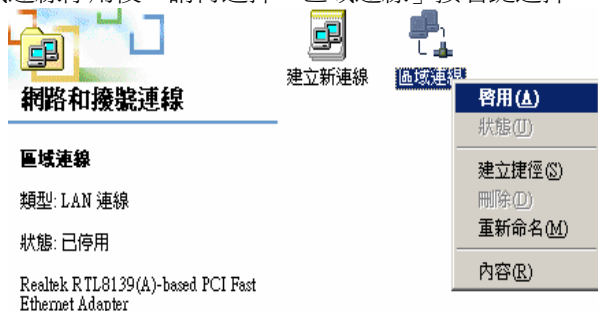 建立新連線
區域連線
網路和撥號連線
啓用(A)
狀態(U)
建立捷徑(S)
刪除(D)
重新命名(M)
內容(R)
區域連線
類型: LAN 連線
狀態: 已停用
Realtek RTL8139(A)-based PCI Fast
Ethernet Adapter